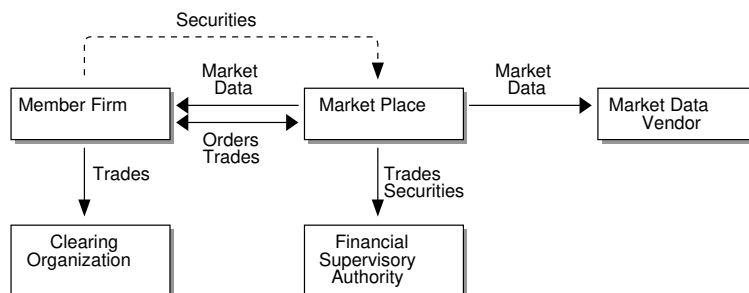 Securities
Market
Data
Market
Data
Member Firm
Market Place
Market Data
Vendor
Orders
Trades
Trades
Trades
Securities
Clearing
Organization
Financial
Supervisory
Authority